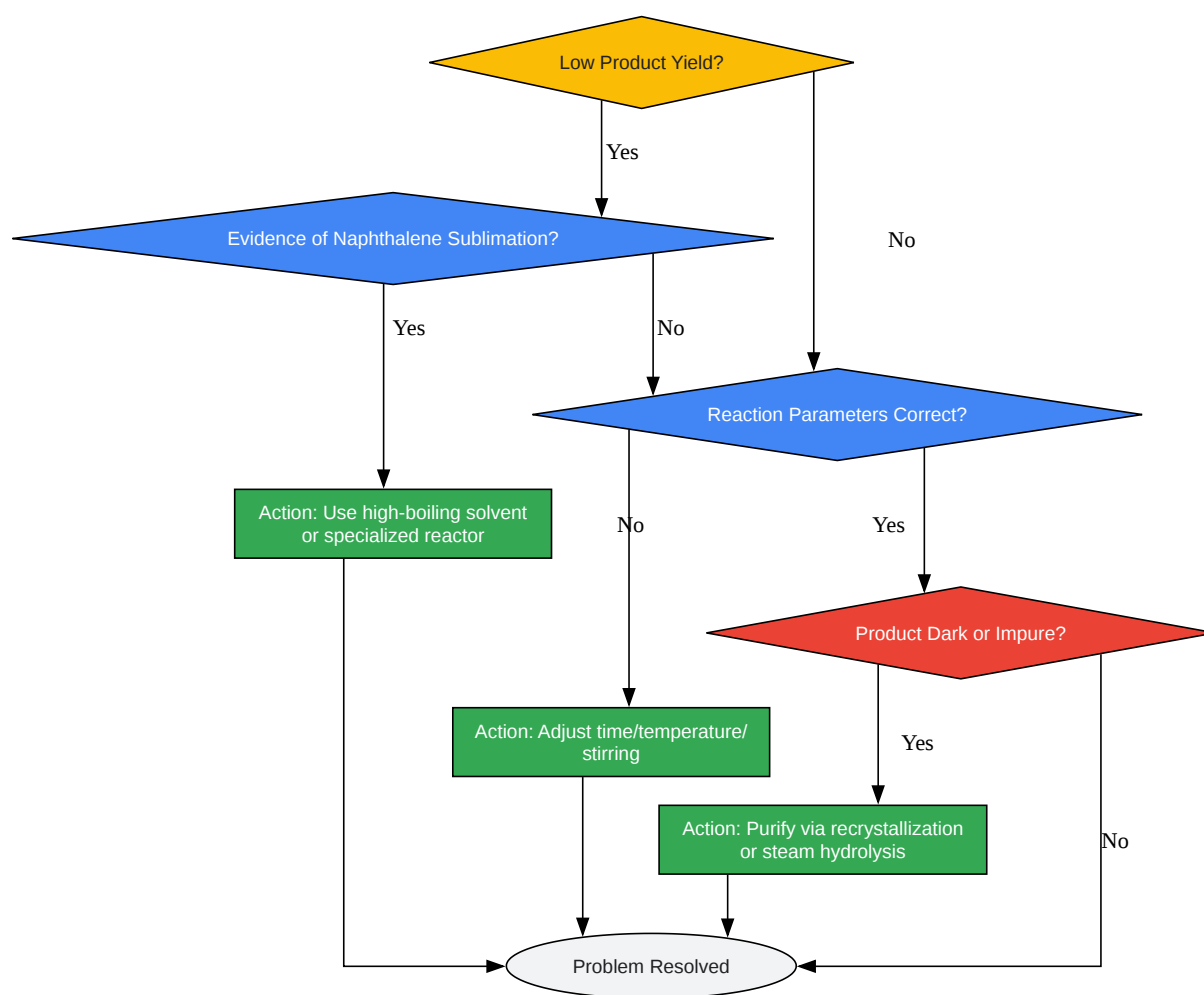 Low Product Yield?
Yes
Evidence of Naphthalene Sublimation?
No
Yes
No
Reaction Parameters Correct?
Action: Use high-boiling solvent
or specialized reactor
No
Yes
Product Dark or Impure?
Action: Adjust time/temperature/
stirring
Yes
Action: Purify via recrystallization
or steam hydrolysis
No
Problem Resolved